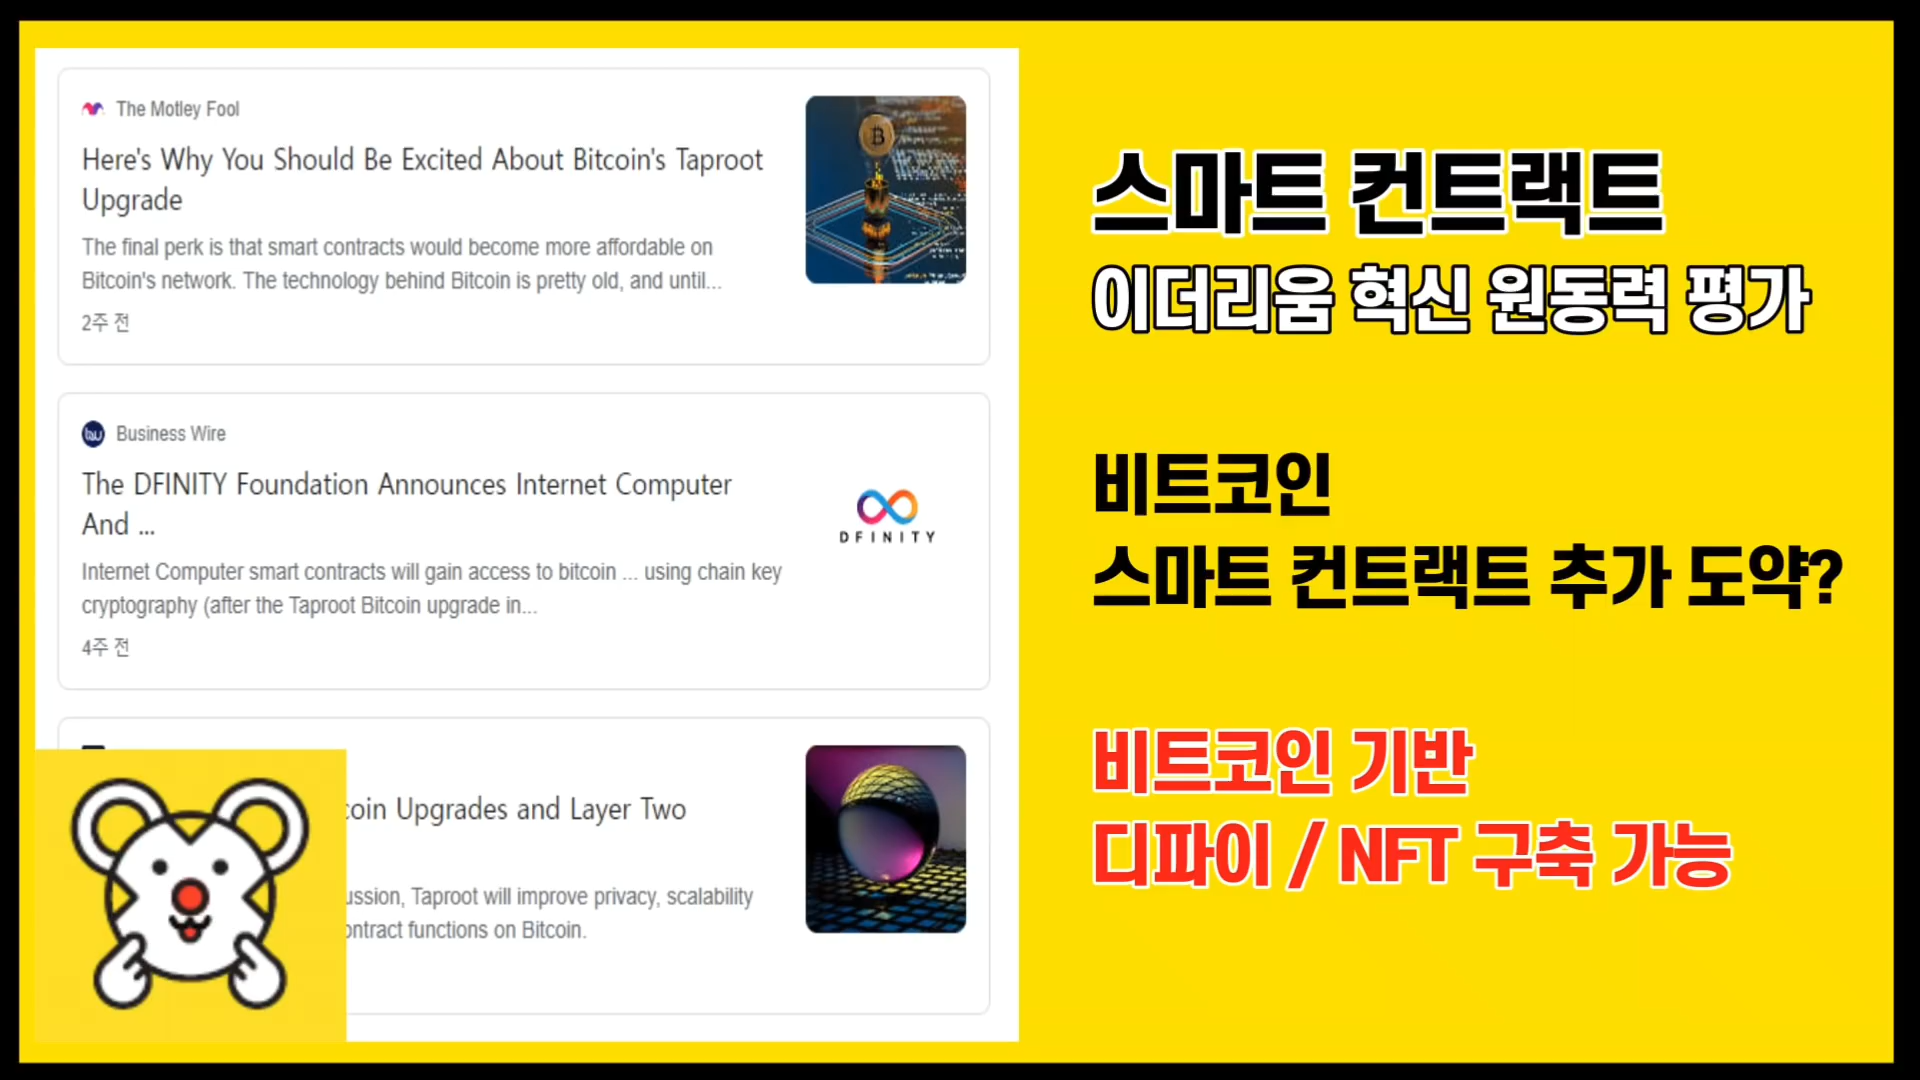 The Motley Fool
Here's Why You Should Be Excited About Bitcoin's Taproot
Upgrade
The final perk is that smart contracts would become more affordable on
Bitcoin's network. The technology behind Bitcoin is pretty old, and until...
2주 전
Business Wire
The DFINITY Foundation Announces Internet Computer
And ...
Internet Computer smart contracts will gain access to bitcoin ... using chain key
cryptography (after the Taproot Bitcoin upgrade in...
4주 전
DFINITY
coin Upgrades and Layer Two
ussion, Taproot will improve privacy, scalability
ontract functions on Bitcoin.
스마트 컨트랙트
이더리움 혁신 원동력 평가
비트코인
스마트 컨트랙트 추가 도약?
비트코인 기반
디파이 / NFT 구축 가능